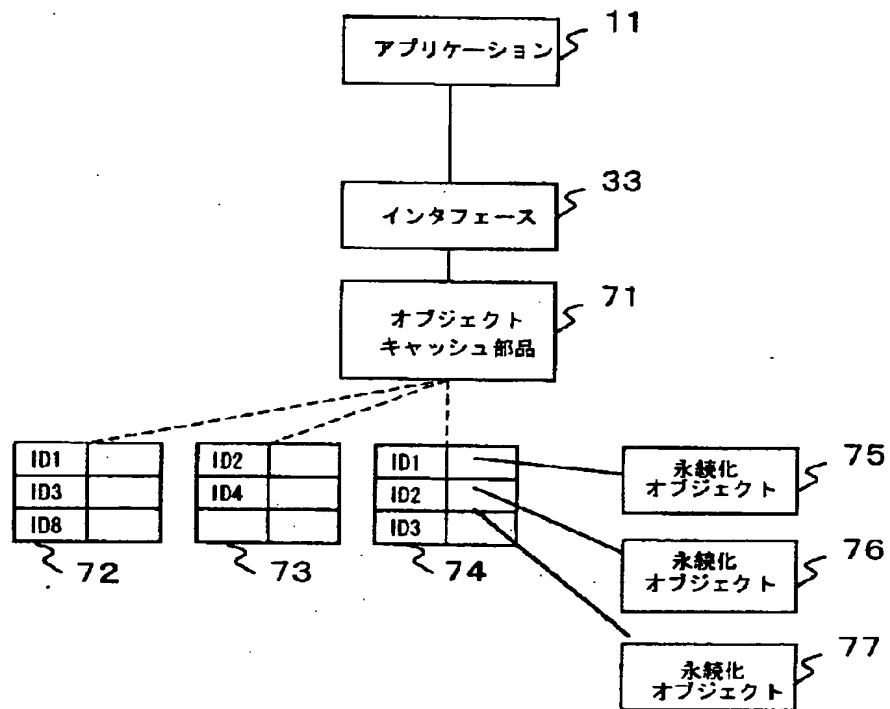 アプリケーション
11
インタフェース
33
オブジェクト
キャッシュ部品
71
ID1
ID3
ID8
72
ID2
ID4
73
ID1
ID2
ID3
74
永続化
オブジェクト
75
永続化
オブジェクト
76
永続化
オブジェクト
77